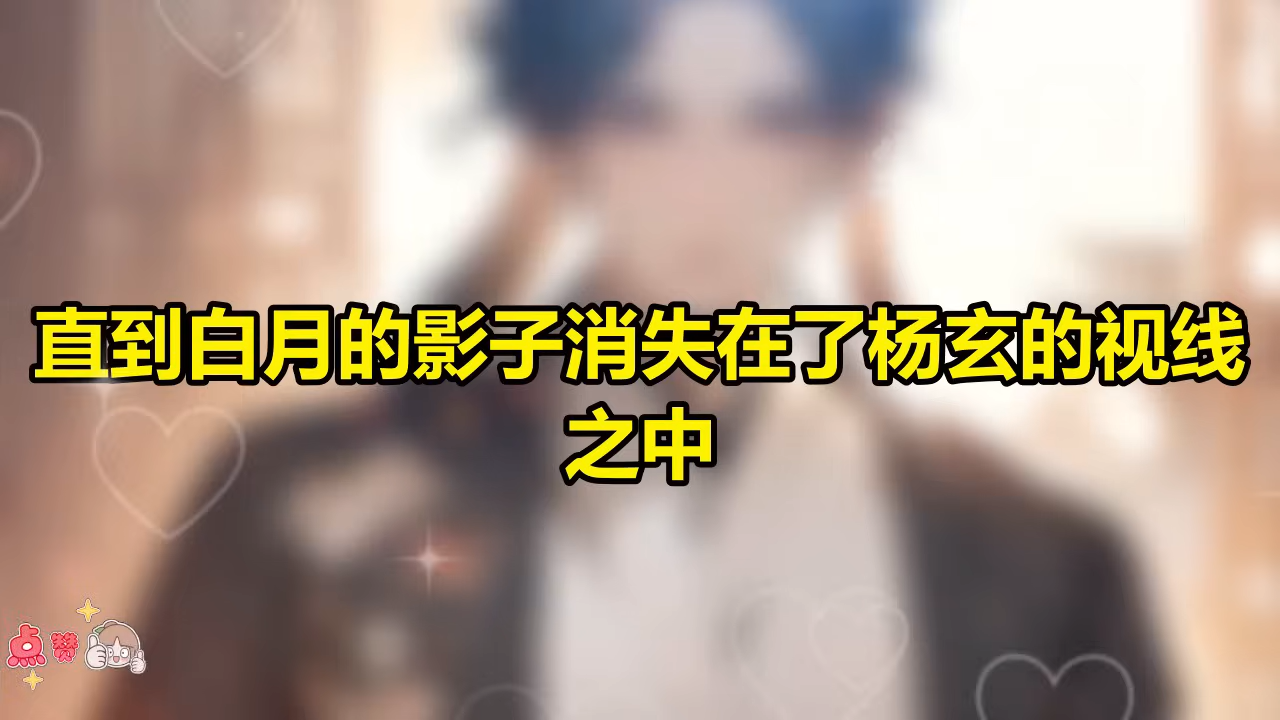 直到白月的影子消失在了杨玄的视线
之中
点赞